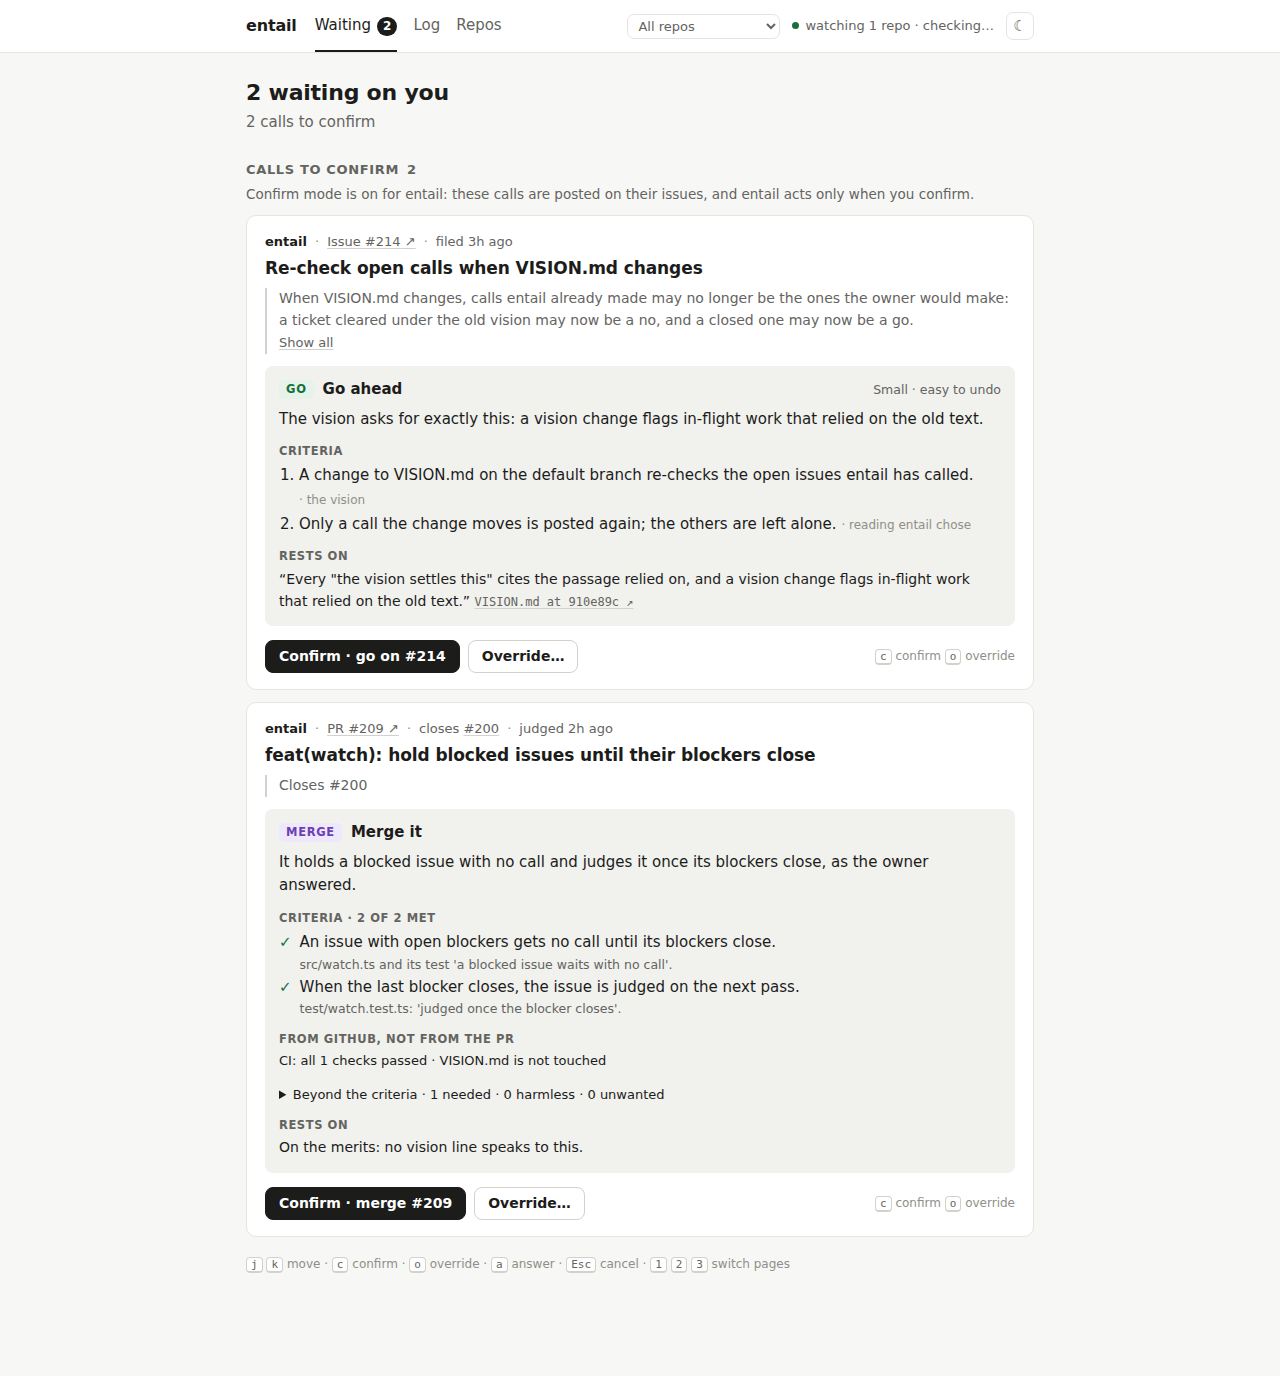 entail Waiting 2 Log Repos All repos watching 1 repo · checking… ☾
2 waiting on you
2 calls to confirm
CALLS TO CONFIRM 2
Confirm mode is on for entail: these calls are posted on their issues, and entail acts only when you confirm.
entail · Issue #214 ↗ · filed 3h ago
Re-check open calls when VISION.md changes
When VISION.md changes, calls entail already made may no longer be the ones the owner would make:
a ticket cleared under the old vision may now be a no, and a closed one may now be a go.
Show all
GO Go ahead Small · easy to undo
The vision asks for exactly this: a vision change flags in-flight work that relied on the old text.
CRITERIA
1. A change to VISION.md on the default branch re-checks the open issues entail has called.
· the vision
2. Only a call the change moves is posted again; the others are left alone. · reading entail chose
RESTS ON
“Every "the vision settles this" cites the passage relied on, and a vision change flags in-flight work
that relied on the old text.” VISION.md at 910e89c ↗
Confirm · go on #214 Override… c confirm o override
entail · PR #209 ↗ · closes #200 · judged 2h ago
feat(watch): hold blocked issues until their blockers close
Closes #200
MERGE Merge it
It holds a blocked issue with no call and judges it once its blockers close, as the owner
answered.
CRITERIA · 2 OF 2 MET
✓ An issue with open blockers gets no call until its blockers close.
src/watch.ts and its test 'a blocked issue waits with no call'.
✓ When the last blocker closes, the issue is judged on the next pass.
test/watch.test.ts: 'judged once the blocker closes'.
FROM GITHUB, NOT FROM THE PR
CI: all 1 checks passed · VISION.md is not touched
▶ Beyond the criteria · 1 needed · 0 harmless · 0 unwanted
RESTS ON
On the merits: no vision line speaks to this.
Confirm · merge #209 Override… c confirm o override
j k move · c confirm · o override · a answer · Esc cancel · 1 2 3 switch pages